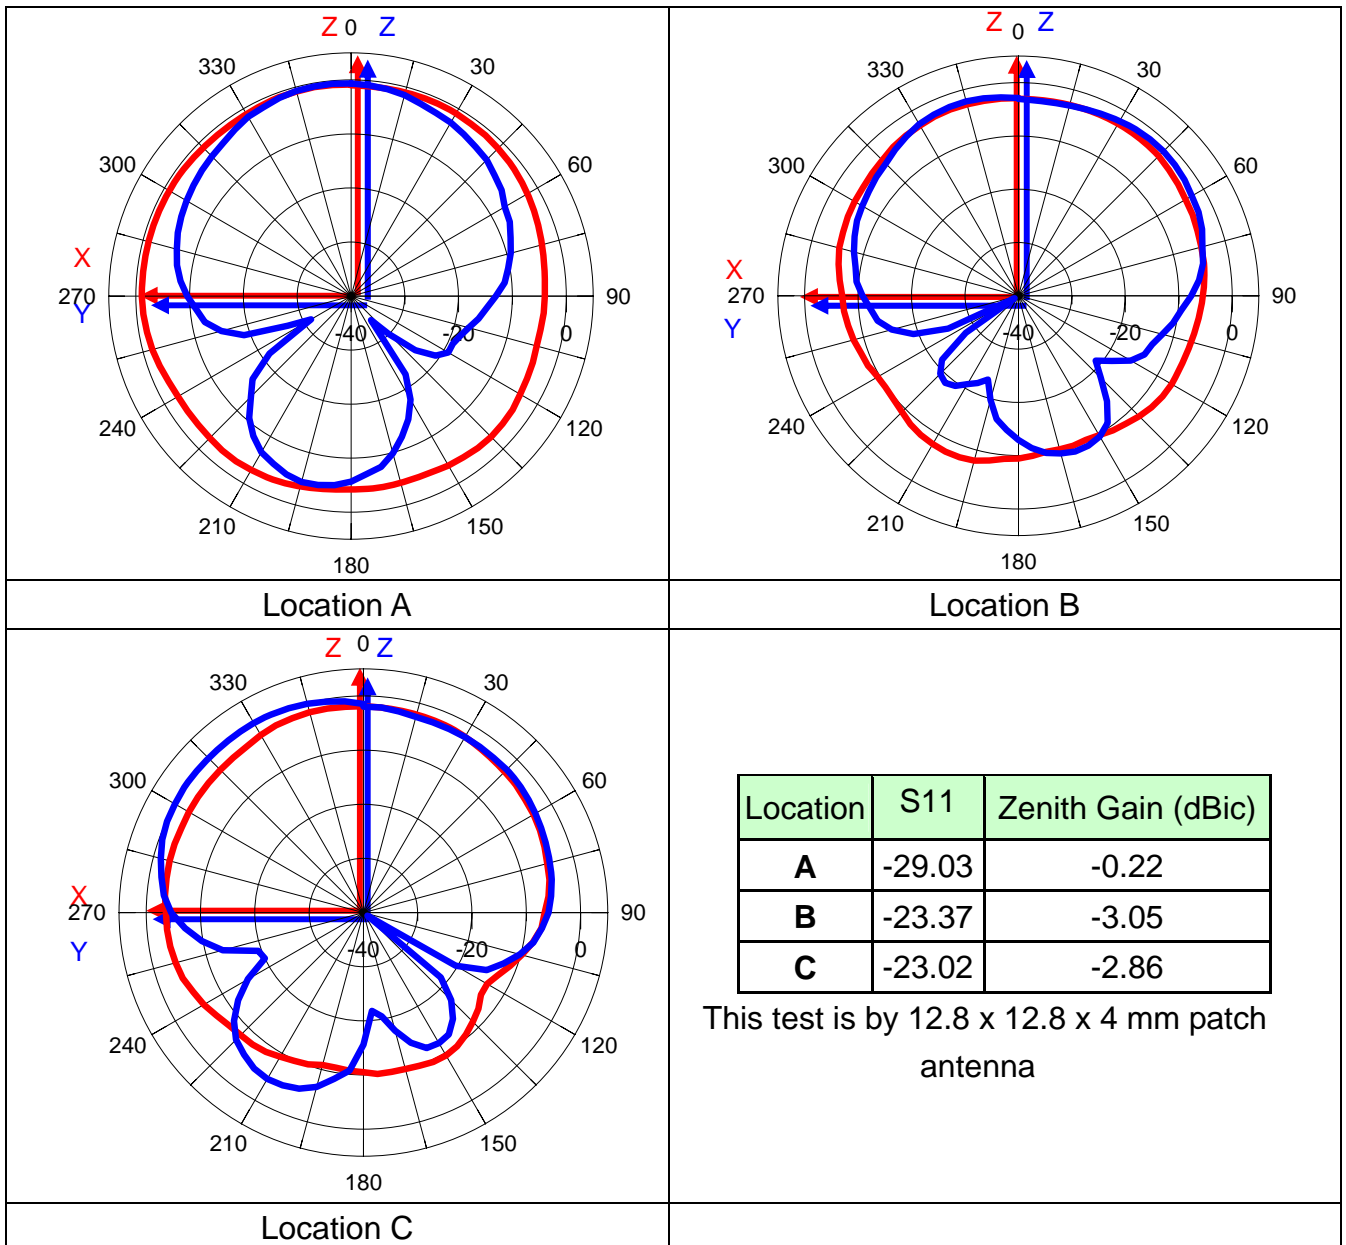 Z 0 Z
330 30
300 60
X
270 90
Y
-40 -20 0
240 120
210 150
180
Location A
Z 0 Z
330 30
300 60
X
270 90
Y
-40 -20 0
240 120
210 150
180
Location B
Z 0 Z
330 30
300 60
X
270 90
Y
-40 -20 0
240 120
210 150
180
Location C
Location S11 Zenith Gain (dBic)
A -29.03 -0.22
B -23.37 -3.05
C -23.02 -2.86
This test is by 12.8 x 12.8 x 4 mm patch
antenna